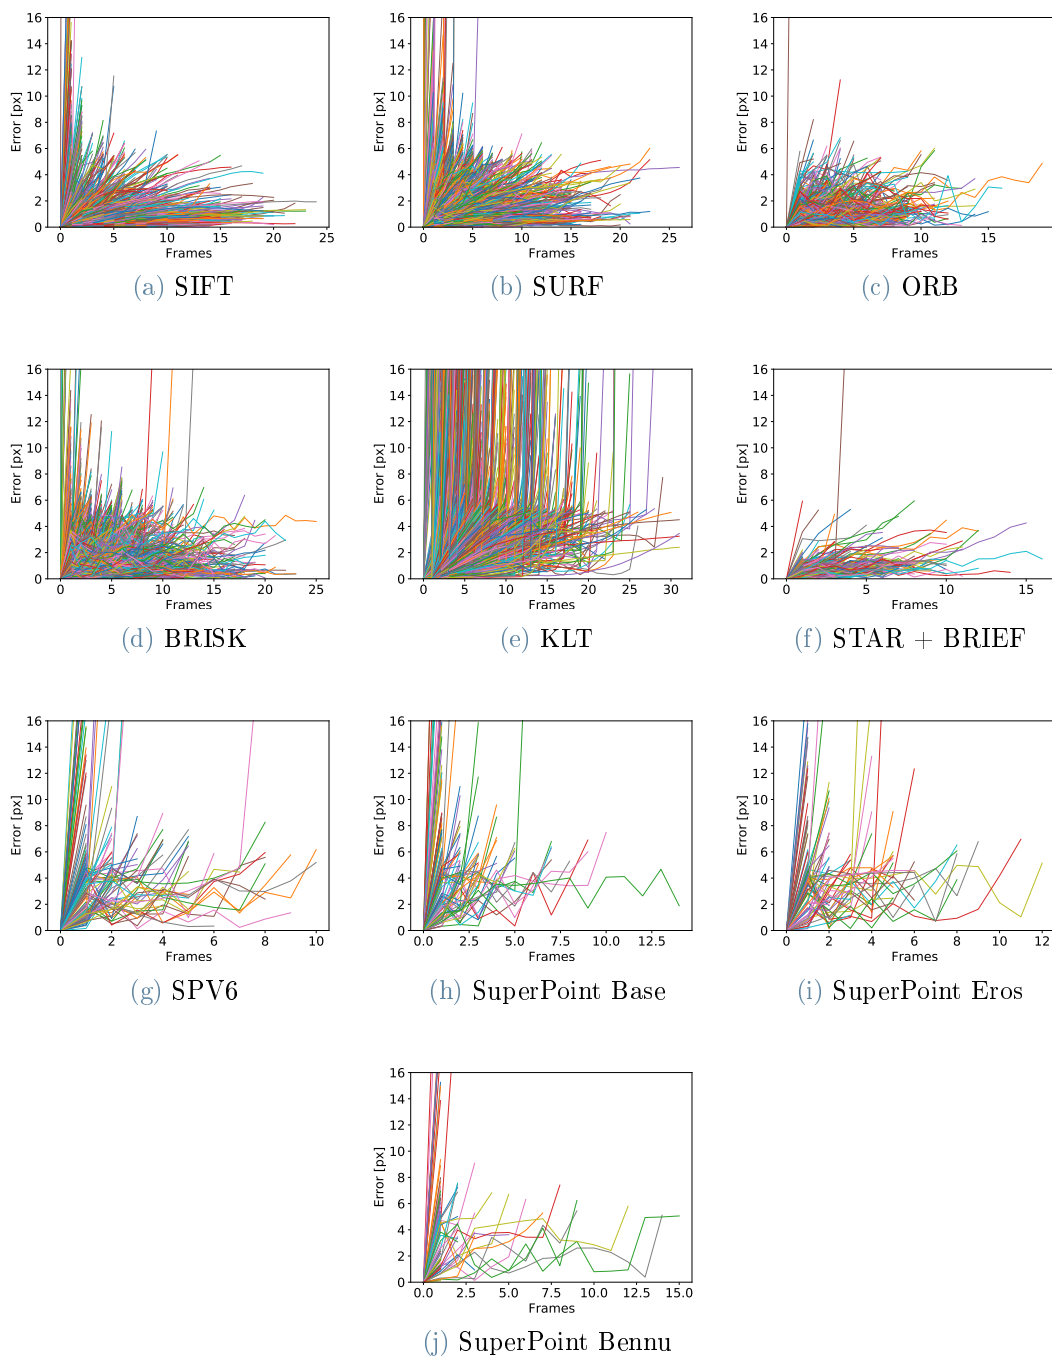 16
14
12
10
8
6
4
2
0
Error [px]
0 5 10 15 20 25
Frames
(a) SIFT
16
14
12
10
8
6
4
2
0
Error [px]
0 5 10 15 20 25
Frames
(b) SURF
16
14
12
10
8
6
4
2
0
Error [px]
0 5 10 15
Frames
(c) ORB
16
14
12
10
8
6
4
2
0
Error [px]
0 5 10 15 20 25
Frames
(d) BRISK
16
14
12
10
8
6
4
2
0
Error [px]
0 5 10 15 20 25 30
Frames
(e) KLT
16
14
12
10
8
6
4
2
0
Error [px]
0 5 10 15
Frames
(f) STAR + BRIEF
16
14
12
10
8
6
4
2
0
Error [px]
0 2 4 6 8 10
Frames
(g) SPV6
16
14
12
10
8
6
4
2
0
Error [px]
0.0 2.5 5.0 7.5 10.0 12.5
Frames
(h) SuperPoint Base
16
14
12
10
8
6
4
2
0
Error [px]
0 2 4 6 8 10 12
Frames
(i) SuperPoint Eros
16
14
12
10
8
6
4
2
0
Error [px]
0.0 2.5 5.0 7.5 10.0 12.5 15.0
Frames
(j) SuperPoint Bennu